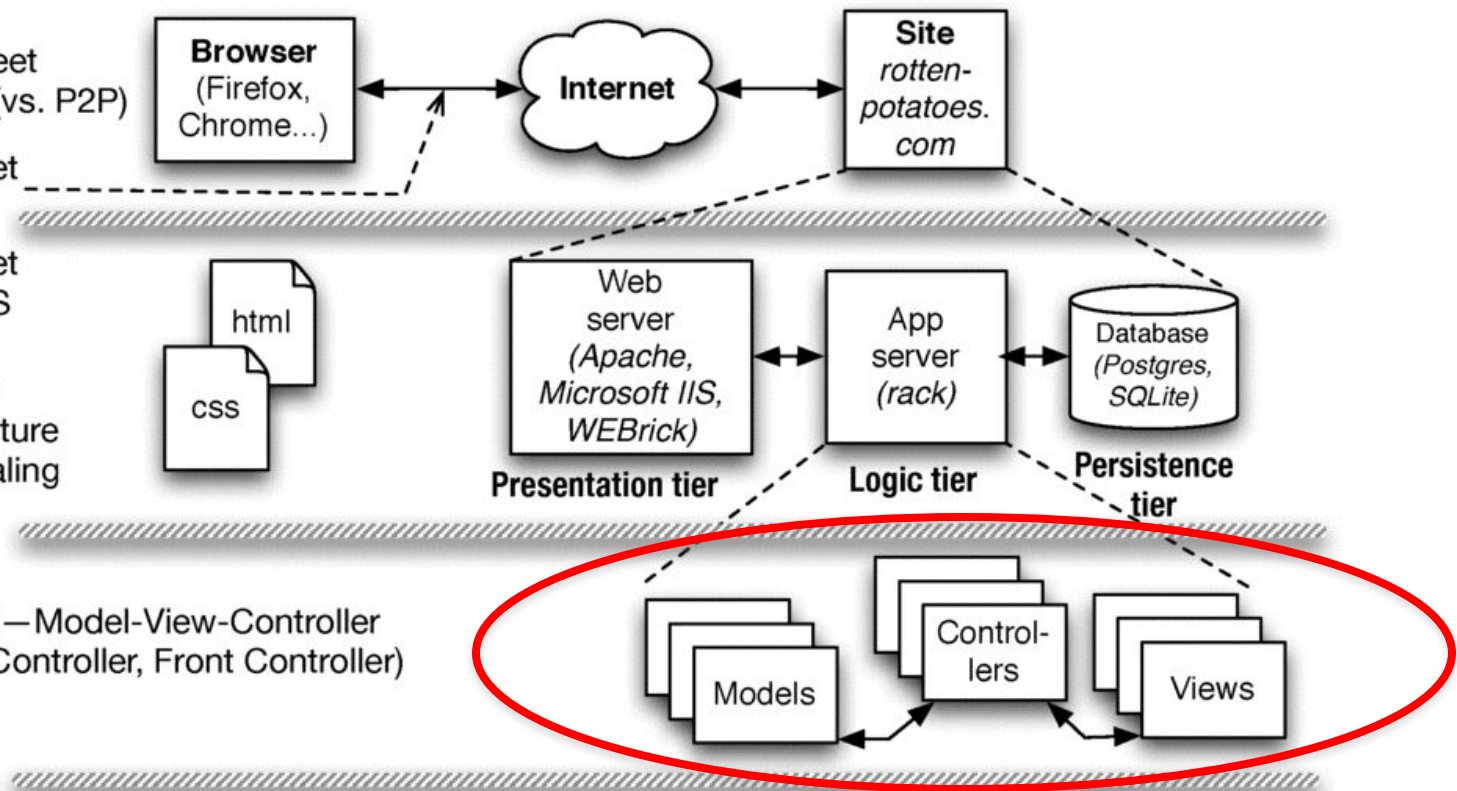 eet
(vs. P2P)
et
Browser
(Firefox,
Chrome...)
Internet
Site
rotten-
potatoes.
com
et
S
ture
aling
html
css
Web
server
(Apache,
Microsoft IIS,
WEBrick)
Presentation tier
App
server
(rack)
Logic tier
Database
(Postgres,
SQLite)
Persistence
tier
—Model-View-Controller
Controller, Front Controller)
Models
Control-
lers
Views